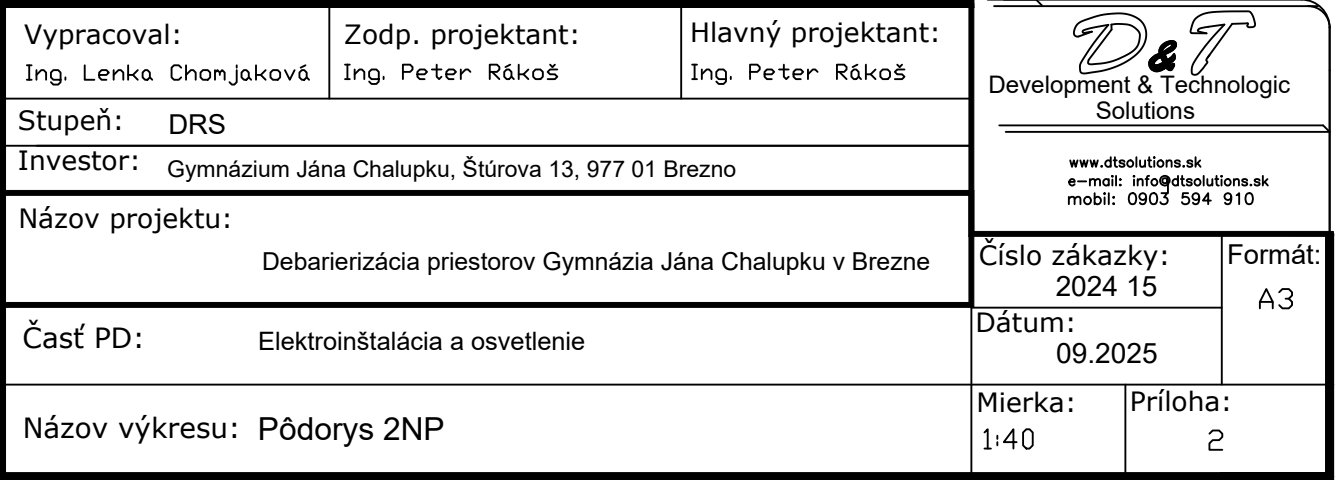 Vypracoval:
Ing. Lenka Chomjaková
Zodp. projektant:
Ing. Peter Rákoš
Hlavný projektant:
Ing. Peter Rákoš
D&T
Development & Technologic
Solutions
www.dtsolutions.sk
e-mail: info@dtsolutions.sk
mobil: 0903 594 910
Stupeň: DRS
Investor: Gymnázium Jána Chalupku, Štúrova 13, 977 01 Brezno
Názov projektu:
Debarierizácia priestorov Gymnázia Jána Chalupku v Brezne
Číslo zákazky:
2024 15
Formát:
A3
Časť PD: Elektroinštalácia a osvetlenie
Dátum:
09.2025
Názov výkresu: Pôdorys 2NP
Mierka:
1:40
Príloha:
2